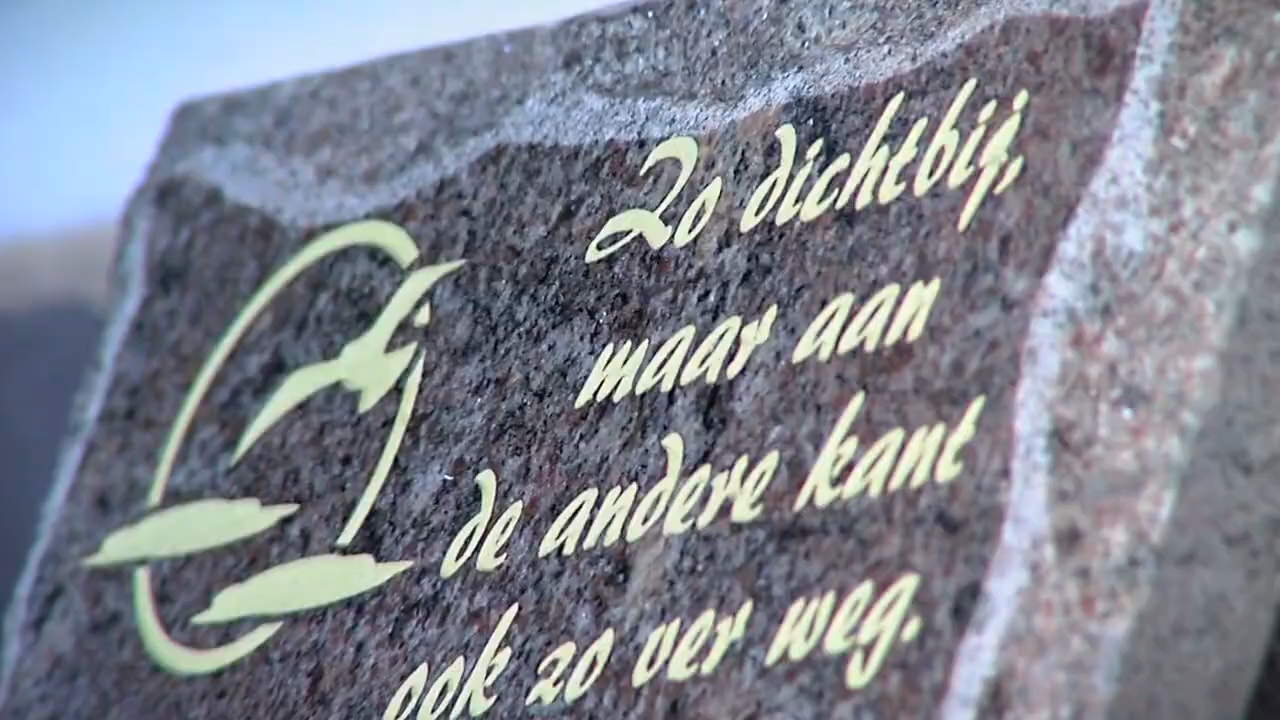 Zo dichtbij,
maar aan
de andere kant
ook zo ver weg.